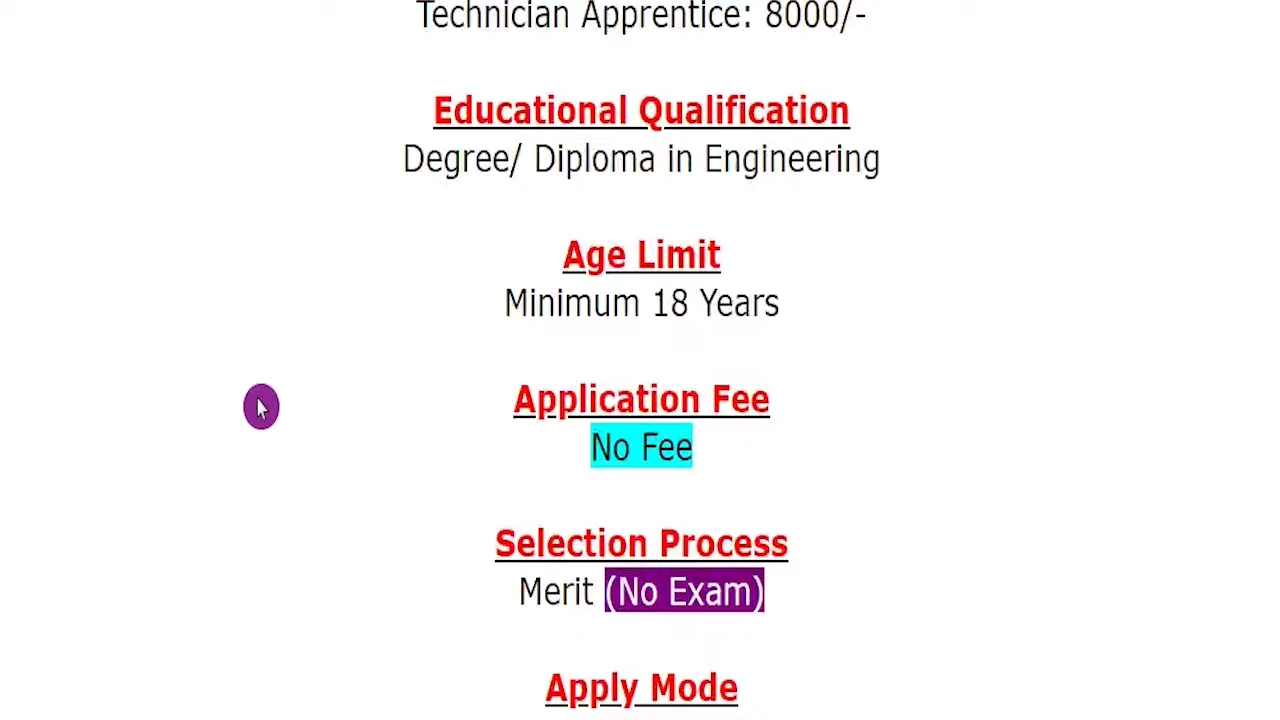 Technician Apprentice: 8000/-
Educational Qualification
Degree/ Diploma in Engineering
Age Limit
Minimum 18 Years
Application Fee
No Fee
Selection Process
Merit (No Exam)
Apply Mode